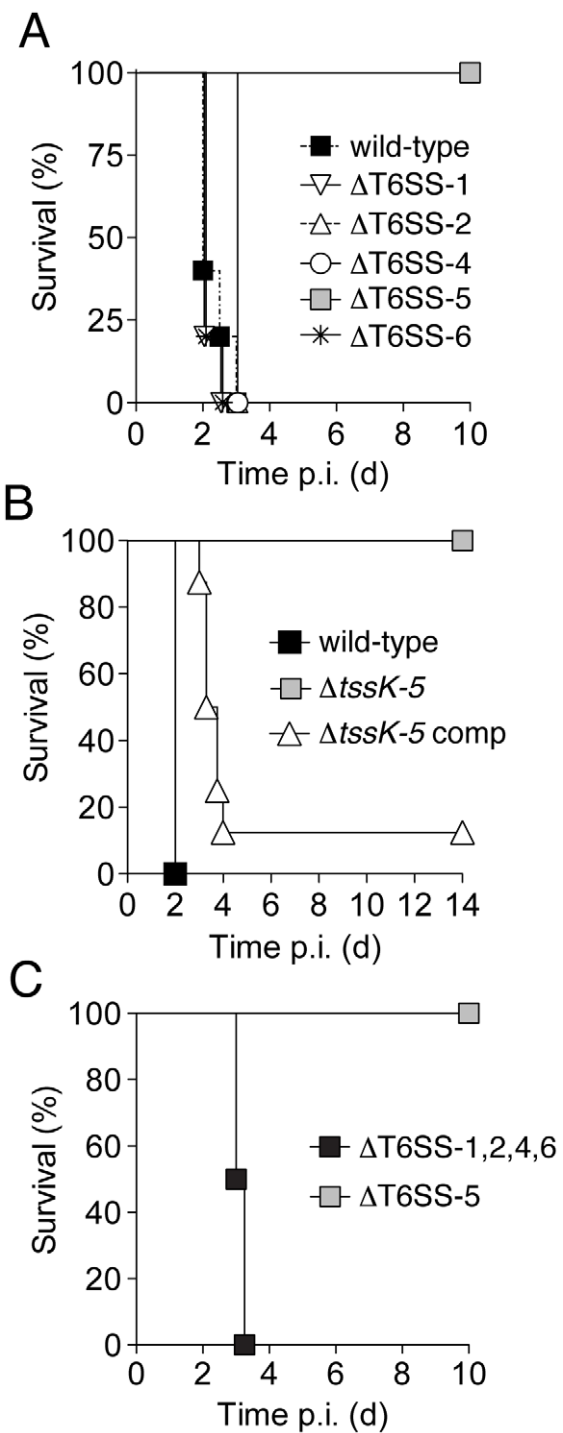 A
Survival (%)
100
75
50
25
0
wild-type
ΔT6SS-1
ΔT6SS-2
ΔT6SS-4
ΔT6SS-5
ΔT6SS-6
0 2 4 6 8 10
Time p.i. (d)
B
Survival (%)
100
80
60
40
20
0
wild-type
ΔtssK-5
ΔtssK-5 comp
0 2 4 6 8 10 12 14
Time p.i. (d)
C
Survival (%)
100
80
60
40
20
0
ΔT6SS-1,2,4,6
ΔT6SS-5
0 2 4 6 8 10
Time p.i. (d)